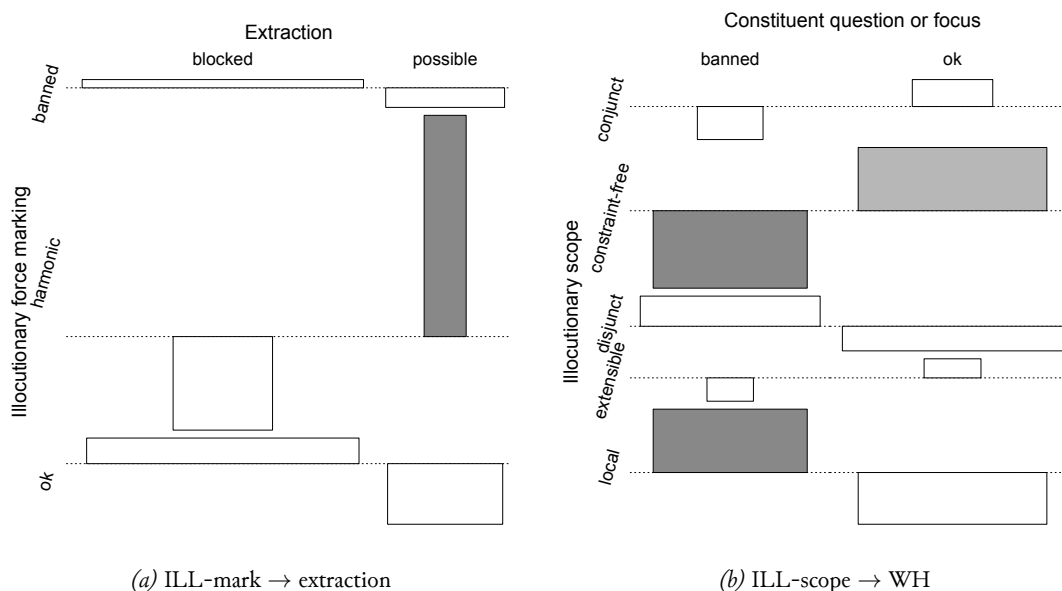 Extraction
blocked
possible
Illocutionary force marking
banned
harmonic
ok
(a) ILL-mark → extraction
Constituent question or focus
banned
ok
Illocutionary scope
conjunct
constraint-free
disjunct
extensible
local
(b) ILL-scope → WH